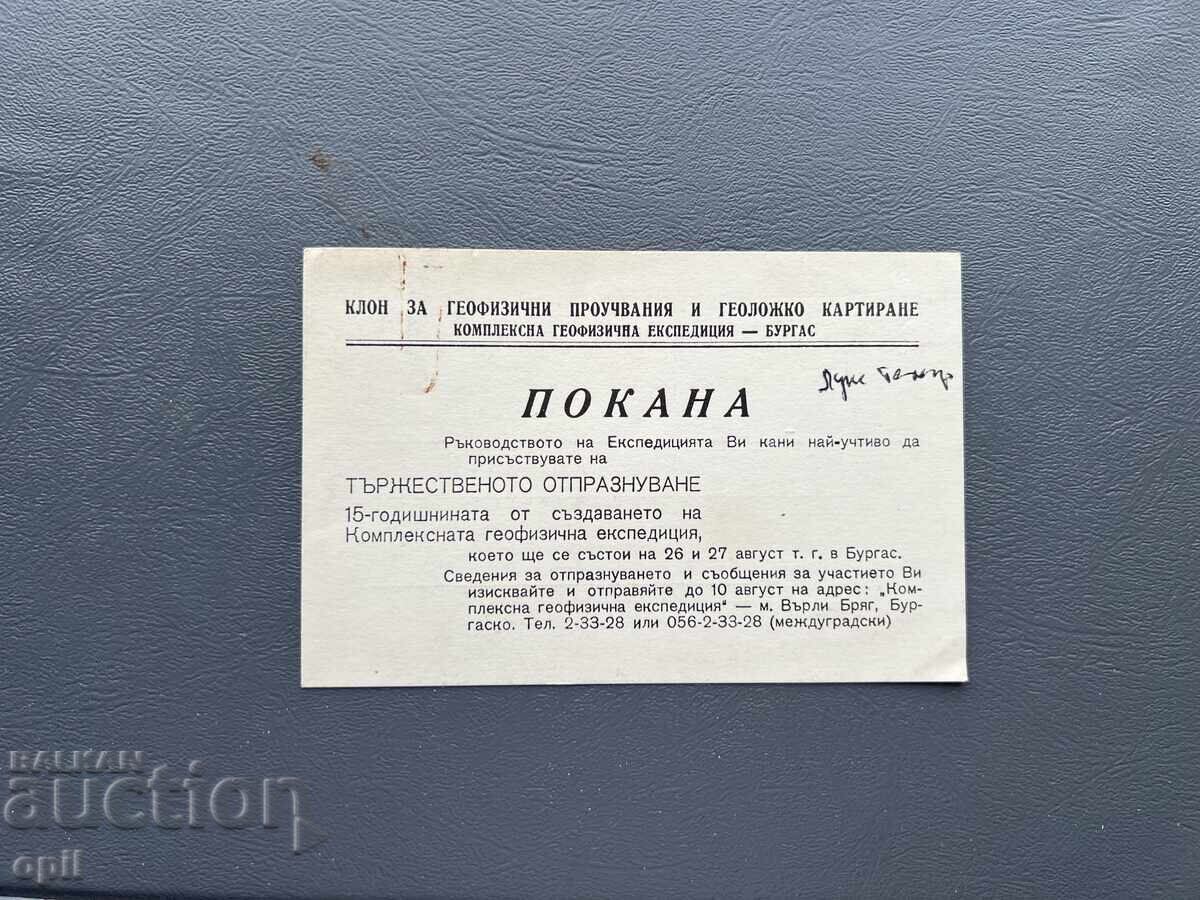 КЛОН ЗА ГЕОФИЗИЧНИ ПРОУЧВАНИЯ И ГЕОЛОЖКО КАРТИРАНЕ
КОМПЛЕКСНА ГЕОФИЗИЧНА ЕКСПЕДИЦИЯ — БУРГАС
ПОКАНА
Ръководството на Експедицията Ви кани най-учтиво да
присъствувате на
ТЪРЖЕСТВЕНОТО ОТПРАЗНУВАНЕ
15-годишнината от създаването на
Комплексната геофизична експедиция,
което ще се състои на 26 и 27 август т. г. в Бургас.
Сведения за отпразнуването и съобщения за участието Ви
изисквайте и отправяйте до 10 август на адрес: „Ком-
плексна геофизична експедиция" — м. Върли Бряг, Бур-
гаско. Тел. 2-33-28 или 056-2-33-28 (междуградски)
BALKAN
auction
opil